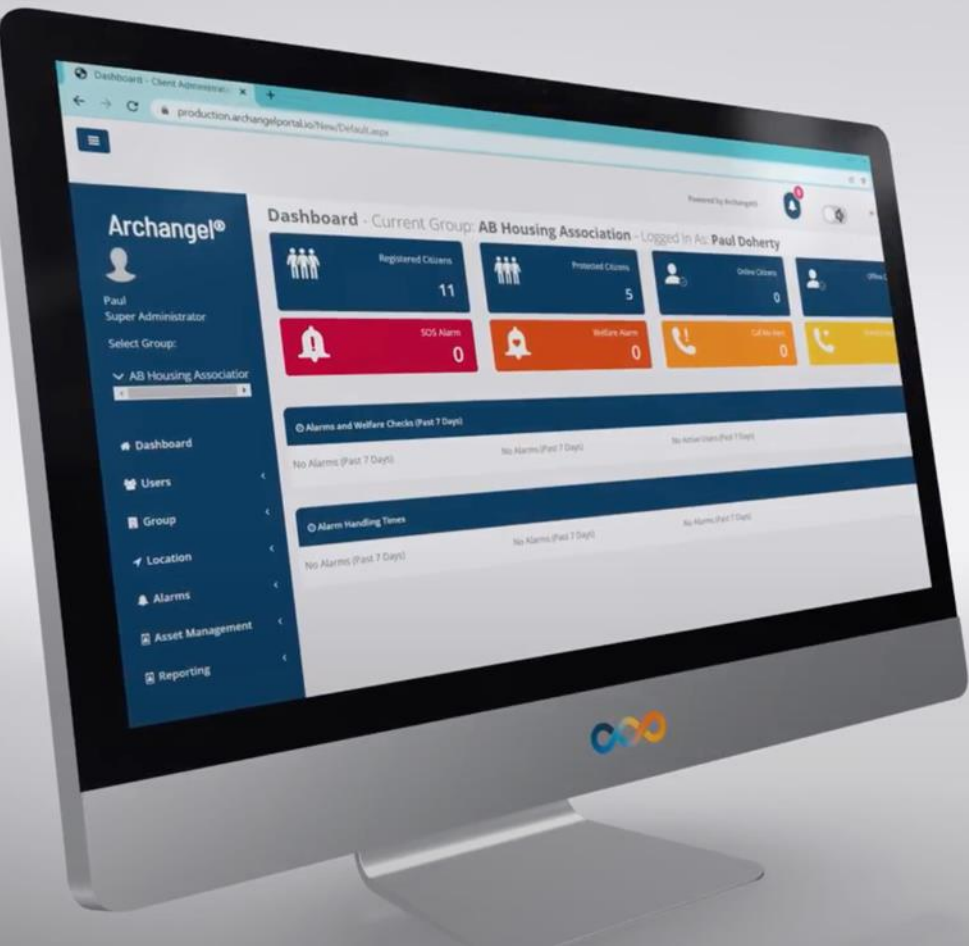 Dashboard - Client Administrati
production.archangelportal.io/New/Default.aspx
Powered by Archangel®
Archangel®
Paul
Super Administrator
Select Group:
AB Housing Association
Dashboard
Users
Group
Location
Alarms
Asset Management
Reporting
Dashboard - Current Group: AB Housing Association - Logged In As: Paul Doherty
Registered Citizens
11
Protected Citizens
5
Online Citizens
0
Offline C
SOS Alarm
0
Welfare Alarm
0
Call Me Alert
0
Alarms and Welfare Checks (Past 7 Days)
No Alarms (Past 7 Days)
No Alarms (Past 7 Days)
No Active Users (Past 7 Days)
Alarm Handling Times
No Alarms (Past 7 Days)
No Alarms (Past 7 Days)
No Alarms (Past 7 Days)